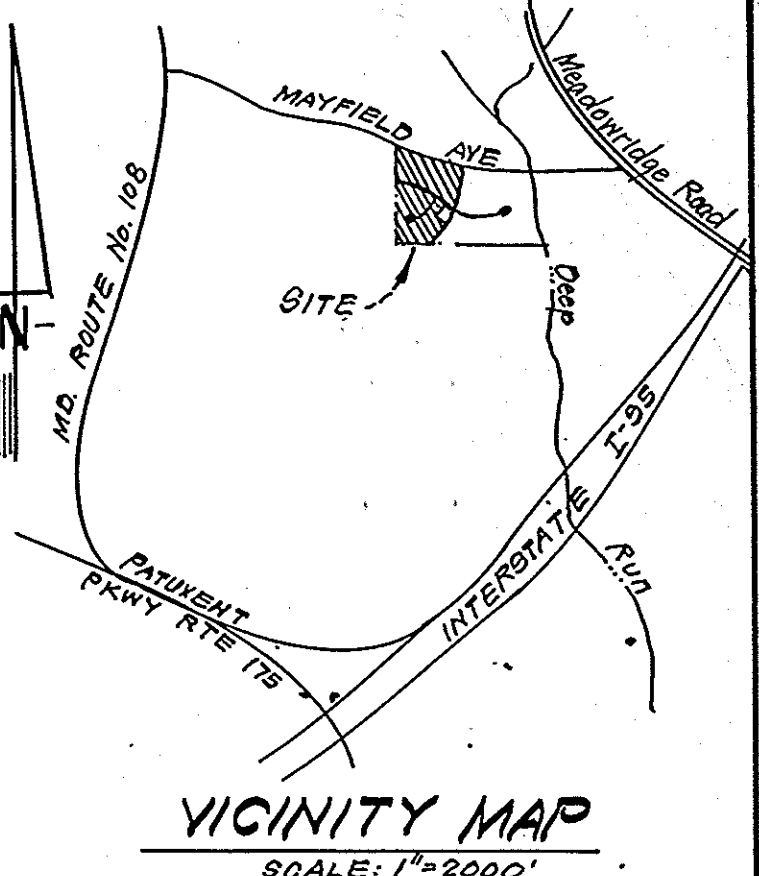 Meadowridge Road
MAYFIELD AYE
MD. ROUTE No. 108
N
SITE
Deep
Run
INTERSTATE I-95
PATUXENT
PKWY RTE 175
VICINITY MAP
SCALE: 1"=2000'